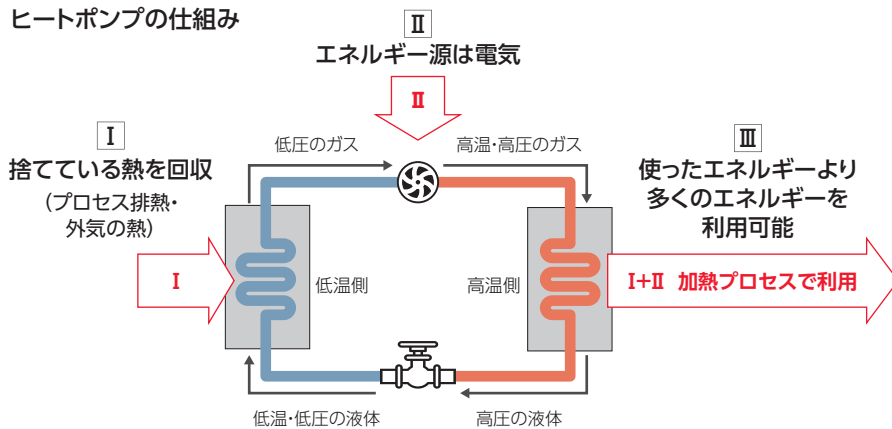 ヒートポンプの仕組み
Ⅱ
エネルギー源は電気
Ⅱ
Ⅰ
捨てている熱を回収
(プロセス排熱・
外気の熱)
Ⅰ
低圧のガス
高温・高圧のガス
Ⅲ
使ったエネルギーより
多くのエネルギーを
利用可能
低温側
高温側
Ⅰ+Ⅱ 加熱プロセスで利用
低温・低圧の液体
高圧の液体